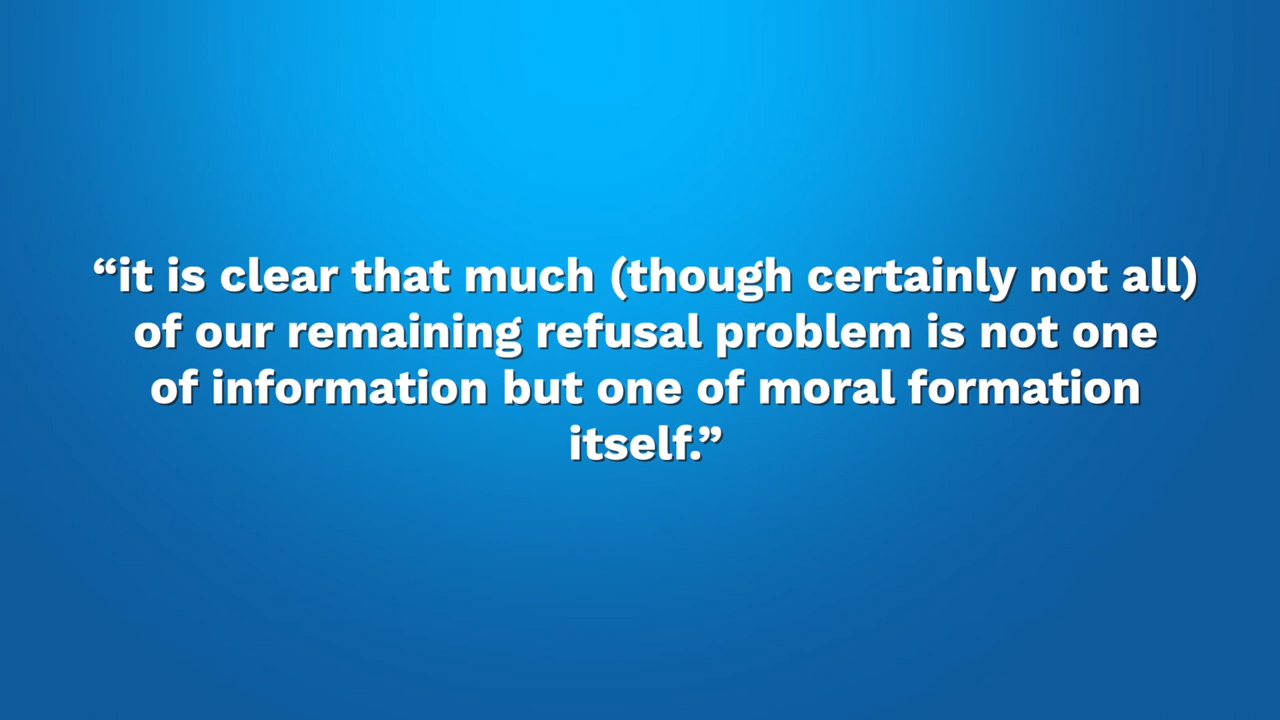 “it is clear that much (though certainly not all)
of our remaining refusal problem is not one
of information but one of moral formation
itself.”